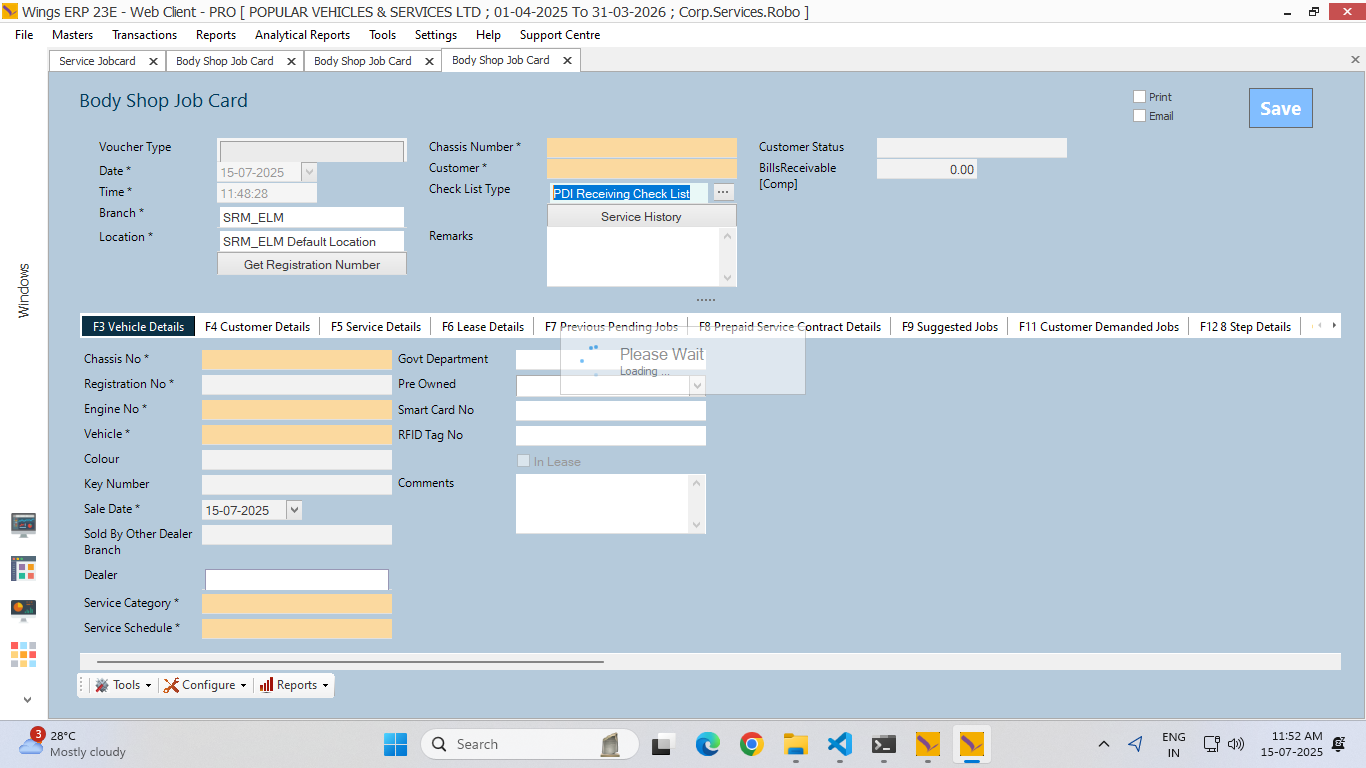 Wings ERP 23E - Web Client - PRO [ POPULAR VEHICLES & SERVICES LTD ; 01-04-2025 To 31-03-2026 ; Corp.Services.Robo ]
File Masters Transactions Reports Analytical Reports Tools Settings Help Support Centre
Service Jobcard Body Shop Job Card Body Shop Job Card Body Shop Job Card
Body Shop Job Card
Print
Email
Save
Voucher Type
Date *
15-07-2025
Time *
11:48:28
Branch *
SRM_ELM
Location *
SRM_ELM Default Location
Get Registration Number
Chassis Number *
Customer *
Check List Type
PDI Receiving Check List
...
Service History
Remarks
Customer Status
BillsReceivable
[Comp]
0.00
Windows
F3 Vehicle Details F4 Customer Details F5 Service Details F6 Lease Details F7 Previous Pending Jobs F8 Prepaid Service Contract Details F9 Suggested Jobs F11 Customer Demanded Jobs F12 8 Step Details
Please Wait
Loading ...
Chassis No *
Registration No *
Engine No *
Vehicle *
Colour
Key Number
Sale Date *
15-07-2025
Sold By Other Dealer
Branch
Dealer
Service Category *
Service Schedule *
Govt Department
Pre Owned
Smart Card No
RFID Tag No
In Lease
Comments
Tools Configure Reports
3
28°C
Mostly cloudy
Search
ENG
IN
11:52 AM
15-07-2025